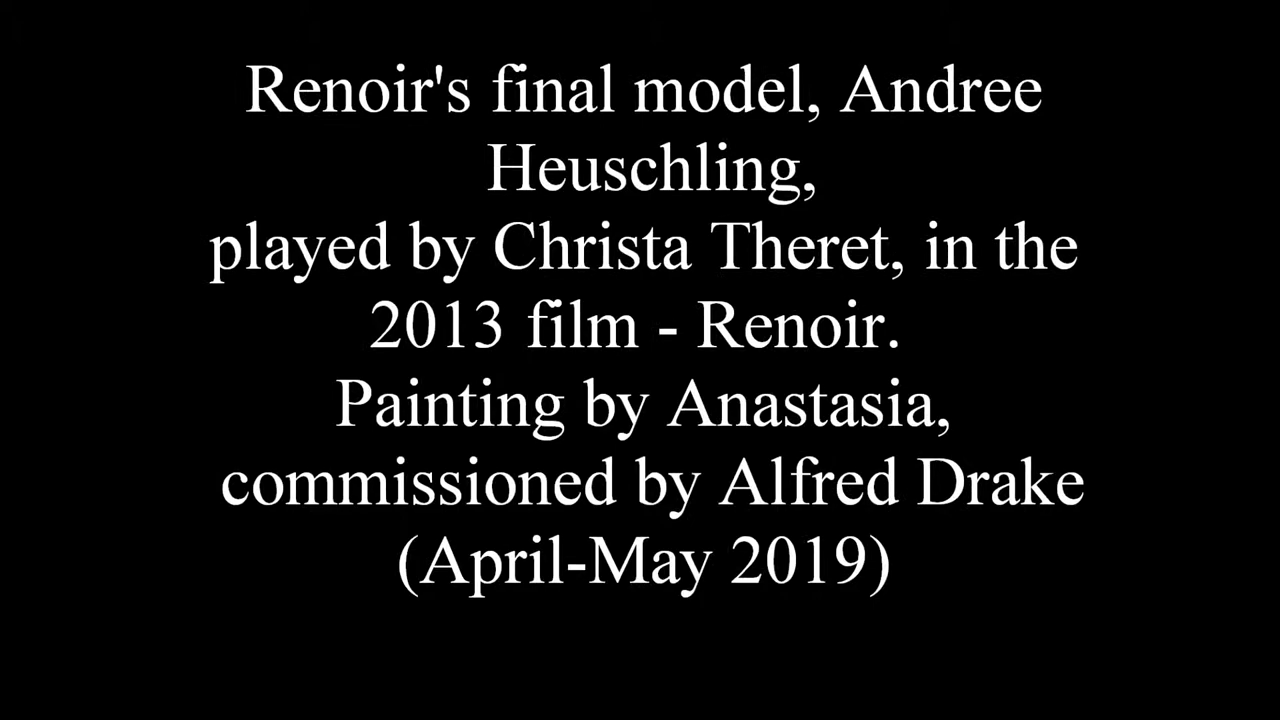 Renoir's final model, Andree
Heuschling,
played by Christa Theret, in the
2013 film - Renoir.
Painting by Anastasia,
commissioned by Alfred Drake
(April-May 2019)